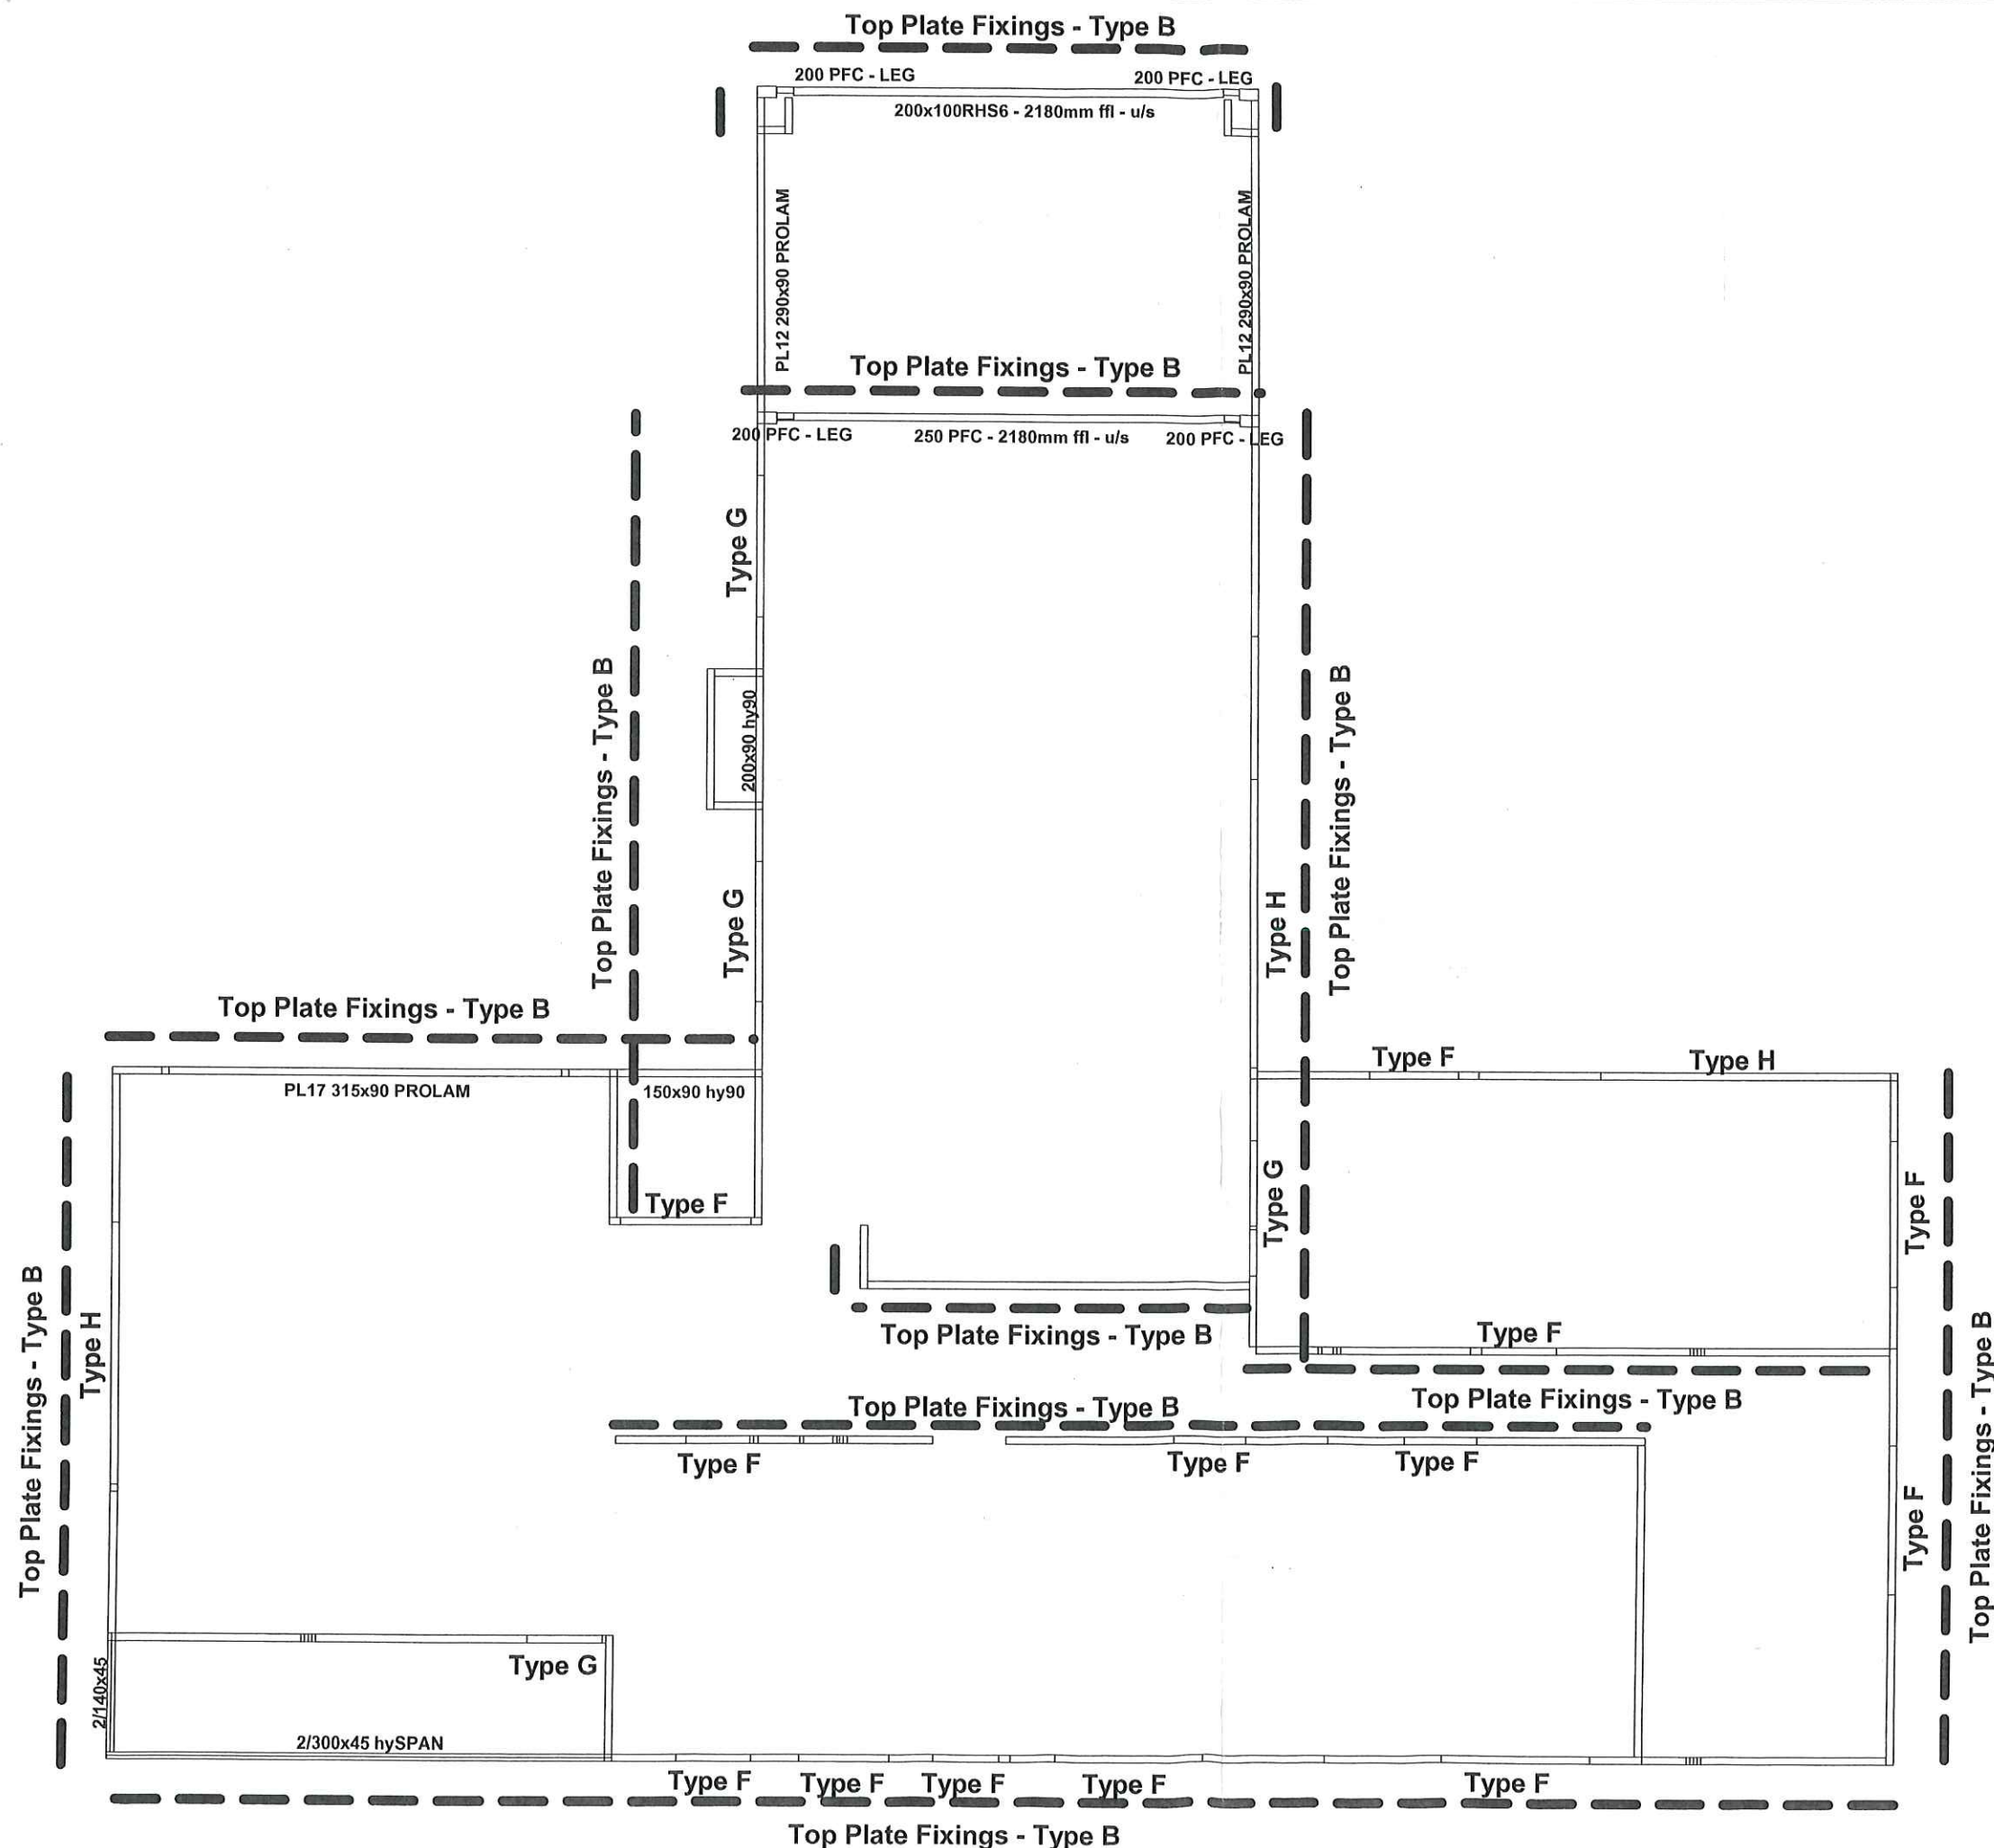 Top Plate Fixings - Type B
200 PFC - LEG
200 PFC - LEG
200x100RHS6 - 2180mm ffl - u/s
PL12 290x90 PROLAM
PL12 290x90 PROLAM
Top Plate Fixings - Type B
200 PFC - LEG
250 PFC - 2180mm ffl - u/s
200 PFC - LEG
Type G
Top Plate Fixings - Type B
200x90 hy90
Top Plate Fixings - Type B
Type G
Type H
Top Plate Fixings - Type B
Type F
Type H
PL17 315x90 PROLAM
150x90 hy90
Type F
Type G
Type F
Top Plate Fixings - Type B
Type H
Top Plate Fixings - Type B
Type F
Top Plate Fixings - Type B
Top Plate Fixings - Type B
Top Plate Fixings - Type B
Type F
Type F
Type F
Type F
Type G
2/140x45
2/300x45 hySPAN
Type F
Type F
Type F
Type F
Type F
Top Plate Fixings - Type B